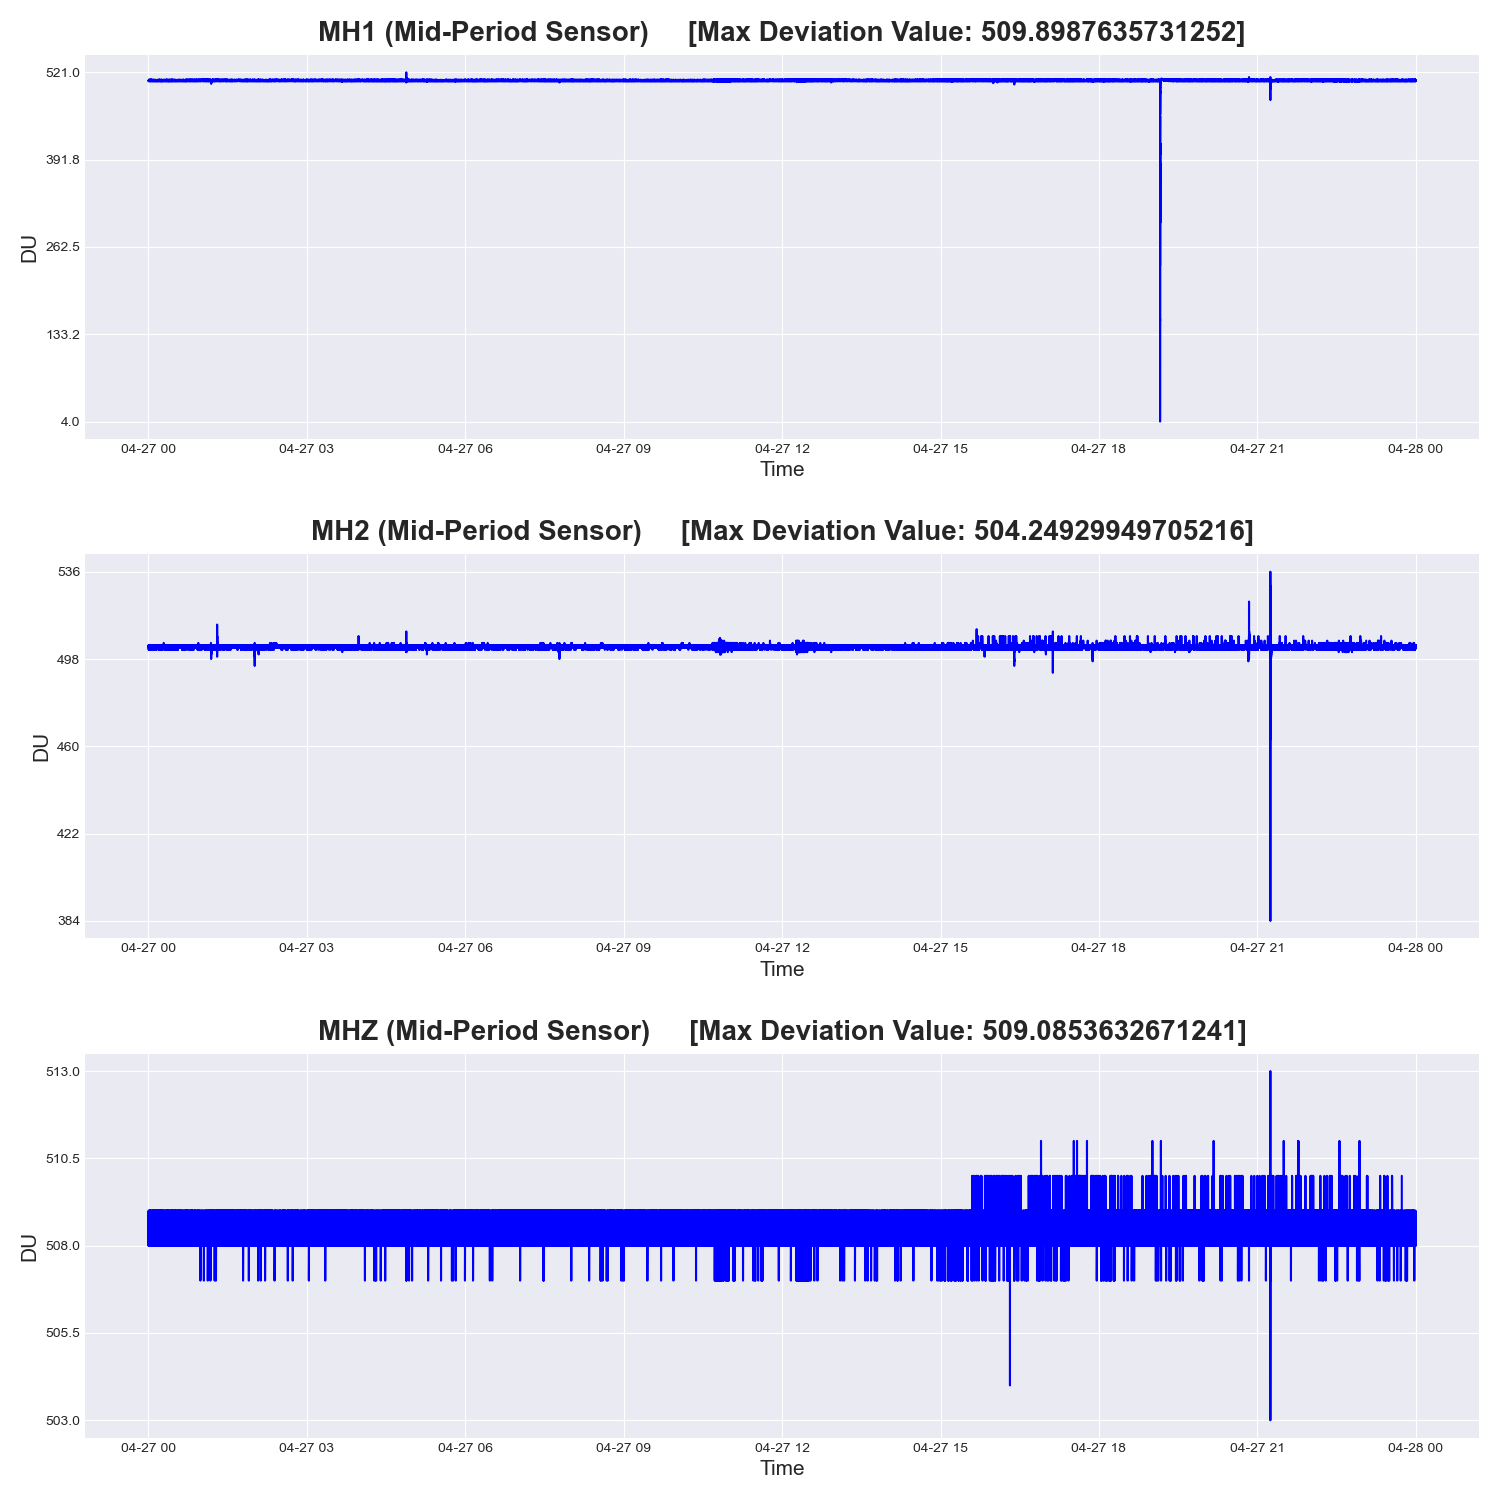 MH1 (Mid-Period Sensor) [Max Deviation Value: 509.8987635731252]
521.0
391.8
262.5
133.2
4.0
DU
04-27 00 04-27 03 04-27 06 04-27 09 04-27 12 04-27 15 04-27 18 04-27 21 04-28 00
Time
MH2 (Mid-Period Sensor) [Max Deviation Value: 504.24929949705216]
536
498
460
422
384
DU
04-27 00 04-27 03 04-27 06 04-27 09 04-27 12 04-27 15 04-27 18 04-27 21 04-28 00
Time
MHZ (Mid-Period Sensor) [Max Deviation Value: 509.0853632671241]
513.0
510.5
508.0
505.5
503.0
DU
04-27 00 04-27 03 04-27 06 04-27 09 04-27 12 04-27 15 04-27 18 04-27 21 04-28 00
Time